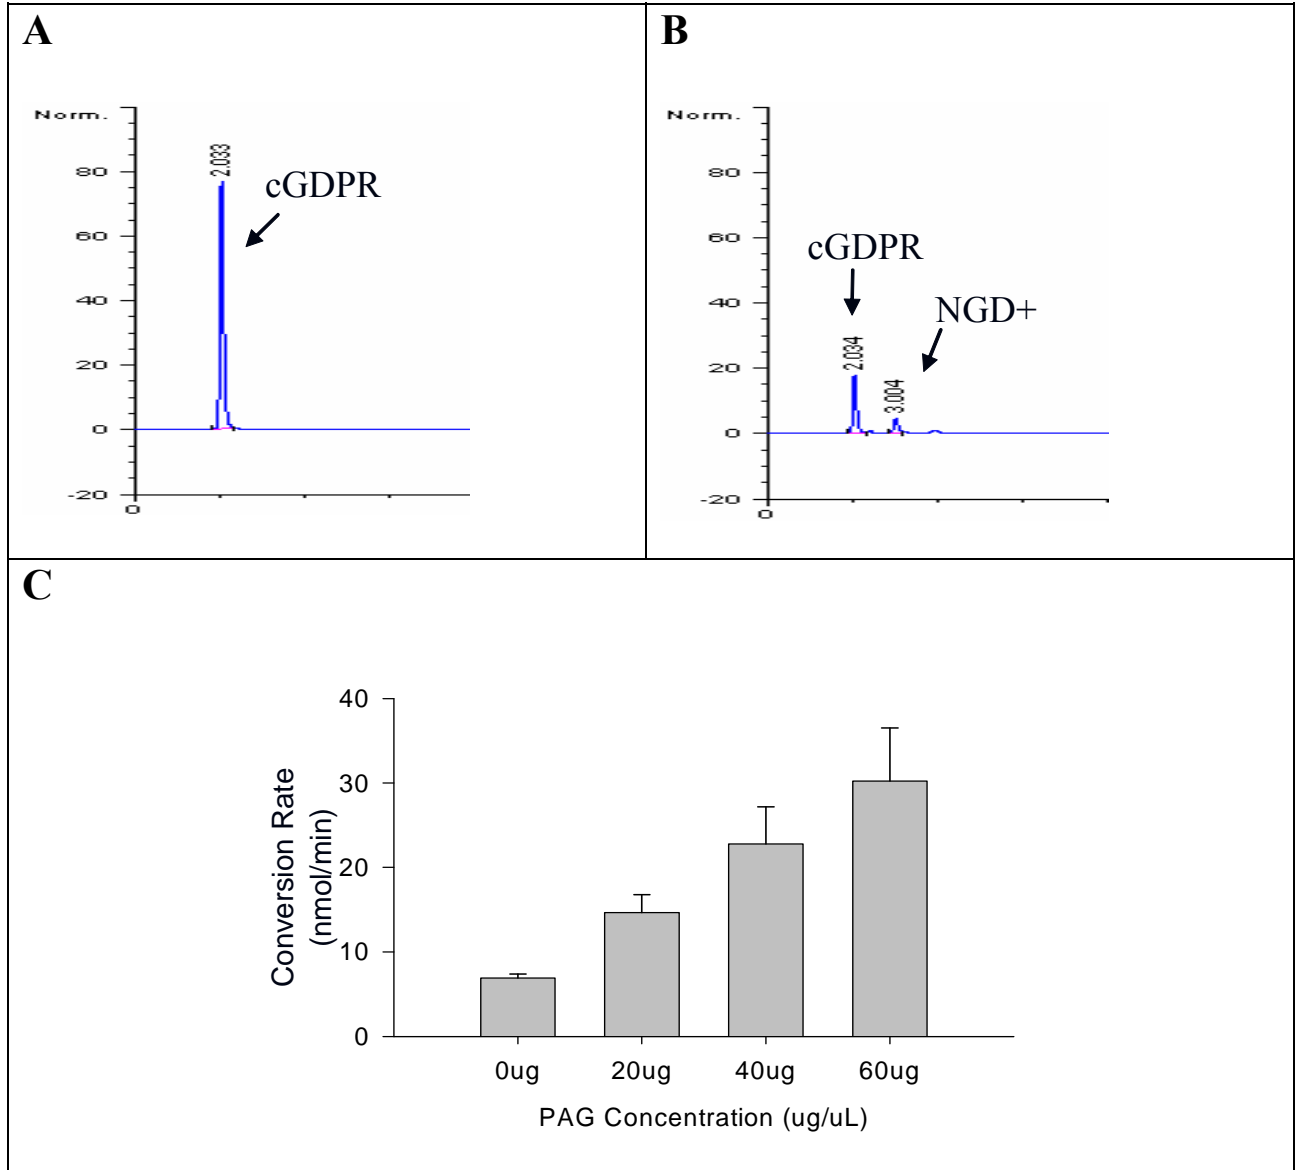 A
Norm.
80
60
40
20
0
-20
0
2.033
cGDPR
B
Norm.
80
60
40
20
0
-20
0
cGDPR
2.034
NGD+
3.004
C
Conversion Rate
(nmol/min)
40
30
20
10
0
0ug 20ug 40ug 60ug
PAG Concentration (ug/uL)